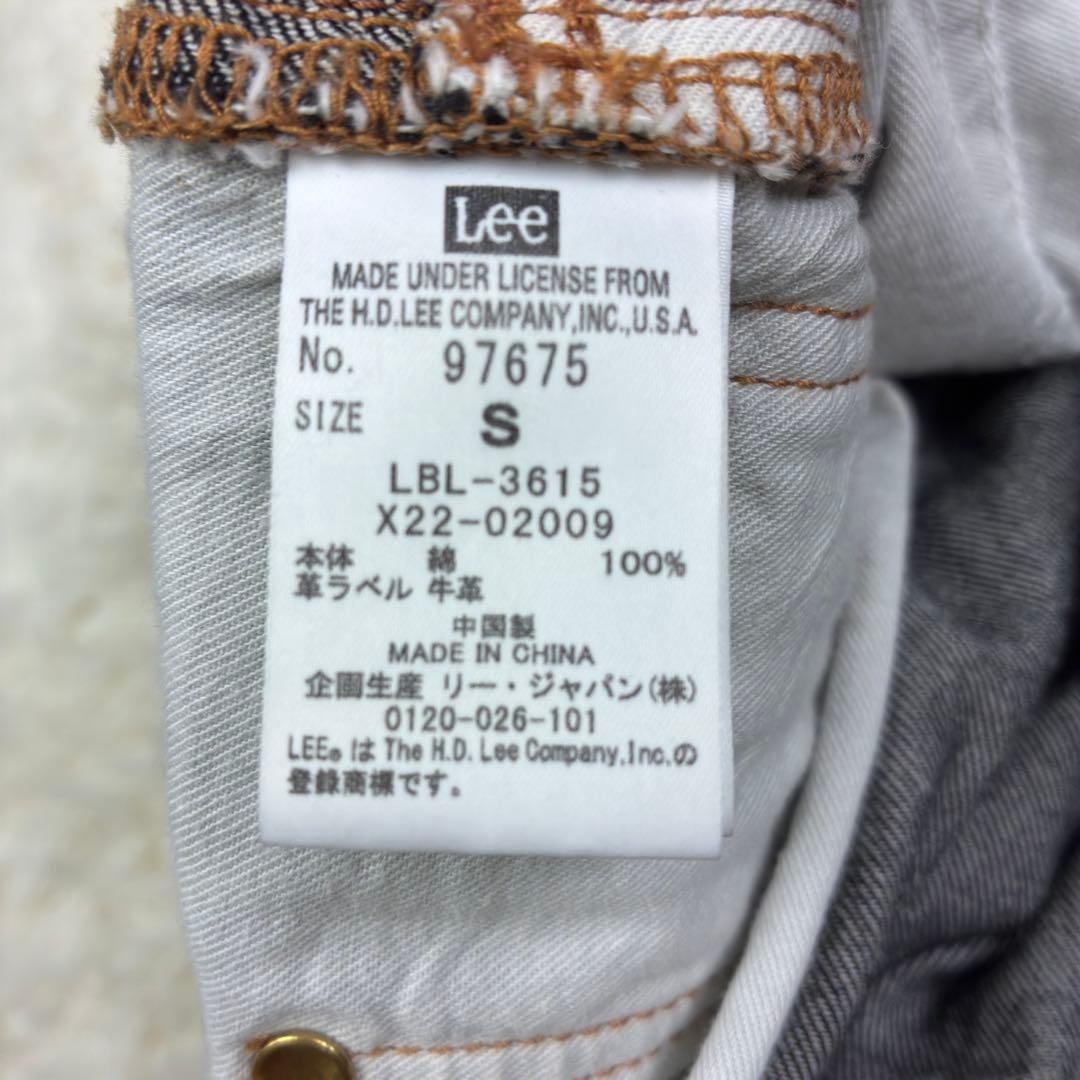 Lee
MADE UNDER LICENSE FROM
THE H.D.LEE COMPANY,INC.,U.S.A.
No. 97675
SIZE S
LBL-3615
X22-02009
本体 綿 100%
革ラベル 牛革
中国製
MADE IN CHINA
企画生産 リー・ジャパン(株)
0120-026-101
LEE® は The H.D. Lee Company,Inc.の
登録商標です。